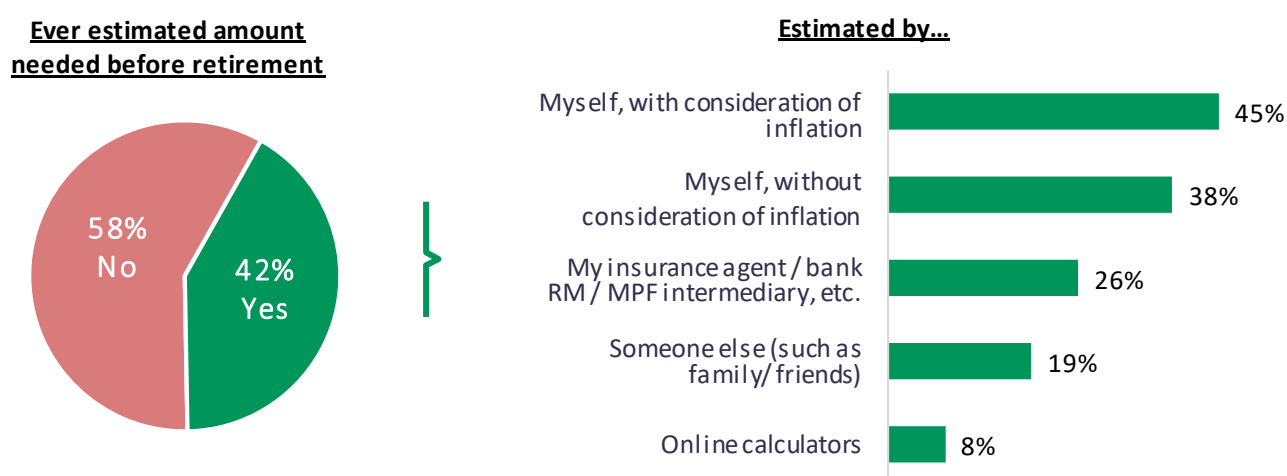 Ever estimated amount
needed before retirement
58%
No
42%
Yes
Estimated by…
Myself, with consideration of
inflation
45%
Myself, without
consideration of inflation
38%
My insurance agent / bank
RM / MPF intermediary, etc.
26%
Someone else (such as
family/ friends)
19%
Online calculators
8%